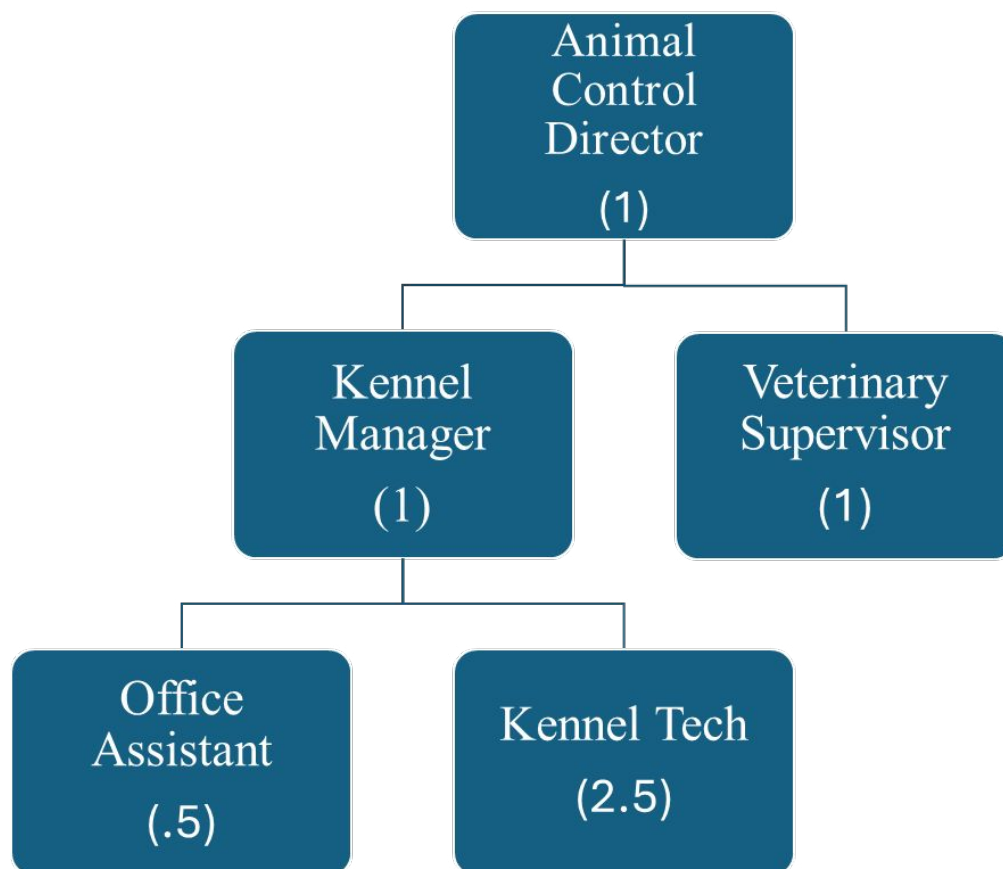 Animal
Control
Director
(1)
Kennel
Manager
(1)
Veterinary
Supervisor
(1)
Office
Assistant
(.5)
Kennel Tech
(2.5)